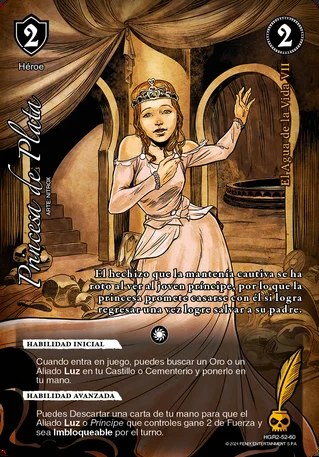 2
Héroe
2
Princesa de Plata
ARTE: NITROX
El Agua de la Vida VII
El hechizo que la mantenía cautiva se ha
roto al ver al joven príncipe, por lo que la
princesa promete casarse con él si logra
regresar una vez logre salvar a su padre.
HABILIDAD INICIAL
Cuando entra en juego, puedes buscar un Oro o un
Aliado Luz en tu Castillo o Cementerio y ponerlo en
tu mano.
HABILIDAD AVANZADA
Puedes Descartar una carta de tu mano para que el
Aliado Luz o Príncipe que controles gane 2 de Fuerza y
sea Imbloqueable por el turno.
HGR2-52-60
© 2021 FENIX ENTERTAINMENT S.P.A.